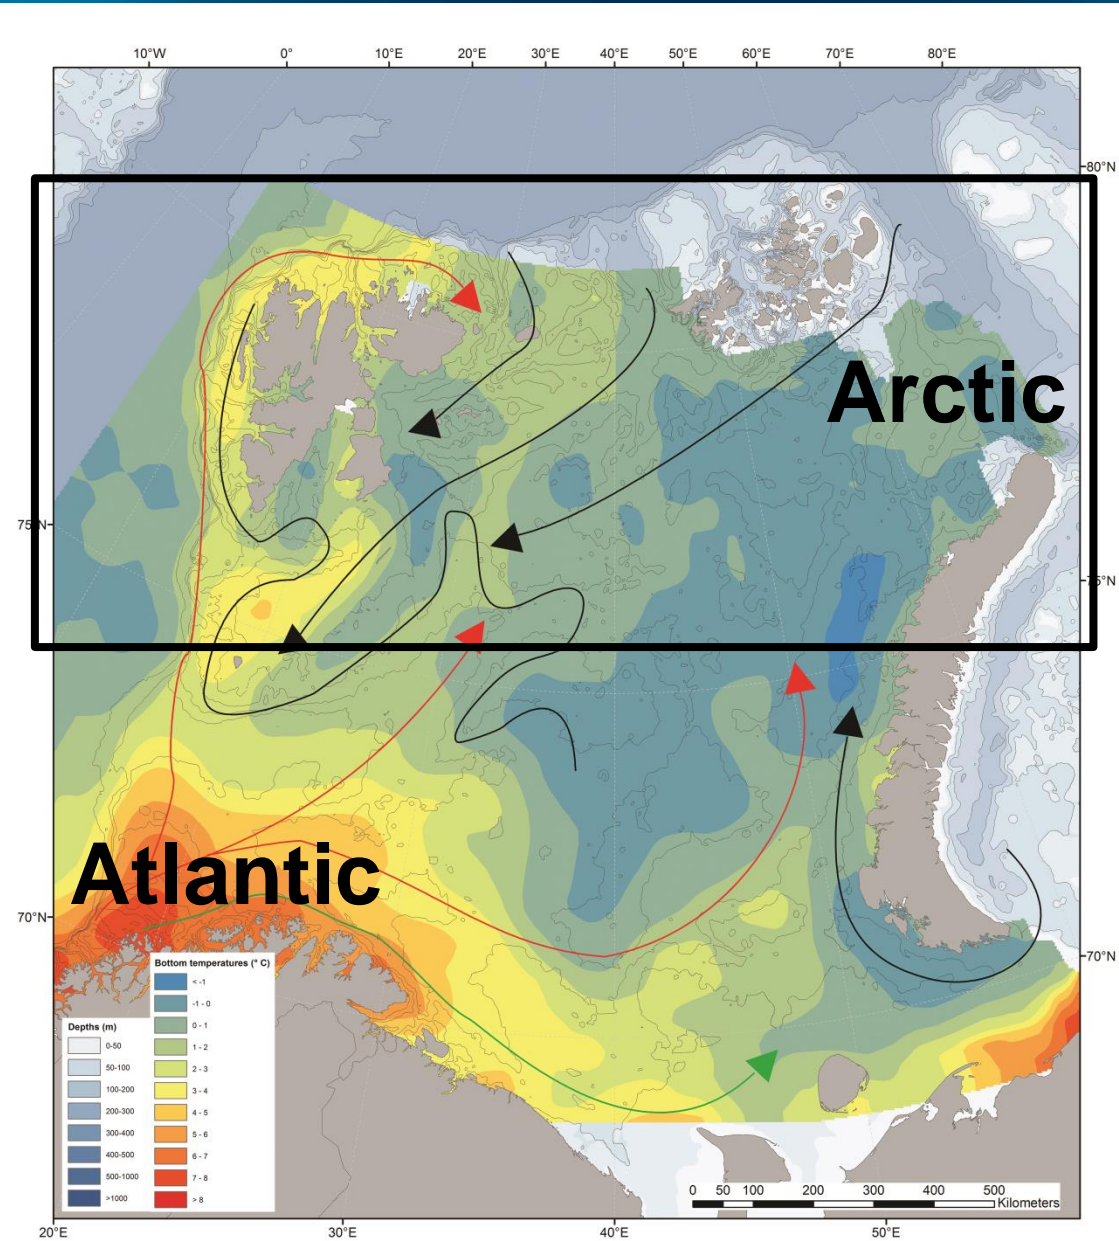 10°W 0° 10°E 20°E 30°E 40°E 50°E 60°E 70°E 80°E
80°N
Arctic
75°N
75°N
Atlantic
70°N
70°N
Bottom temperatures (° C)
< -1
-1 - 0
0 - 1
1 - 2
2 - 3
3 - 4
4 - 5
5 - 6
6 - 7
7 - 8
> 8
Depths (m)
0-50
50-100
100-200
200-300
300-400
400-500
500-1000
>1000
0 50 100 200 300 400 500
Kilometers
20°E 30°E 40°E 50°E